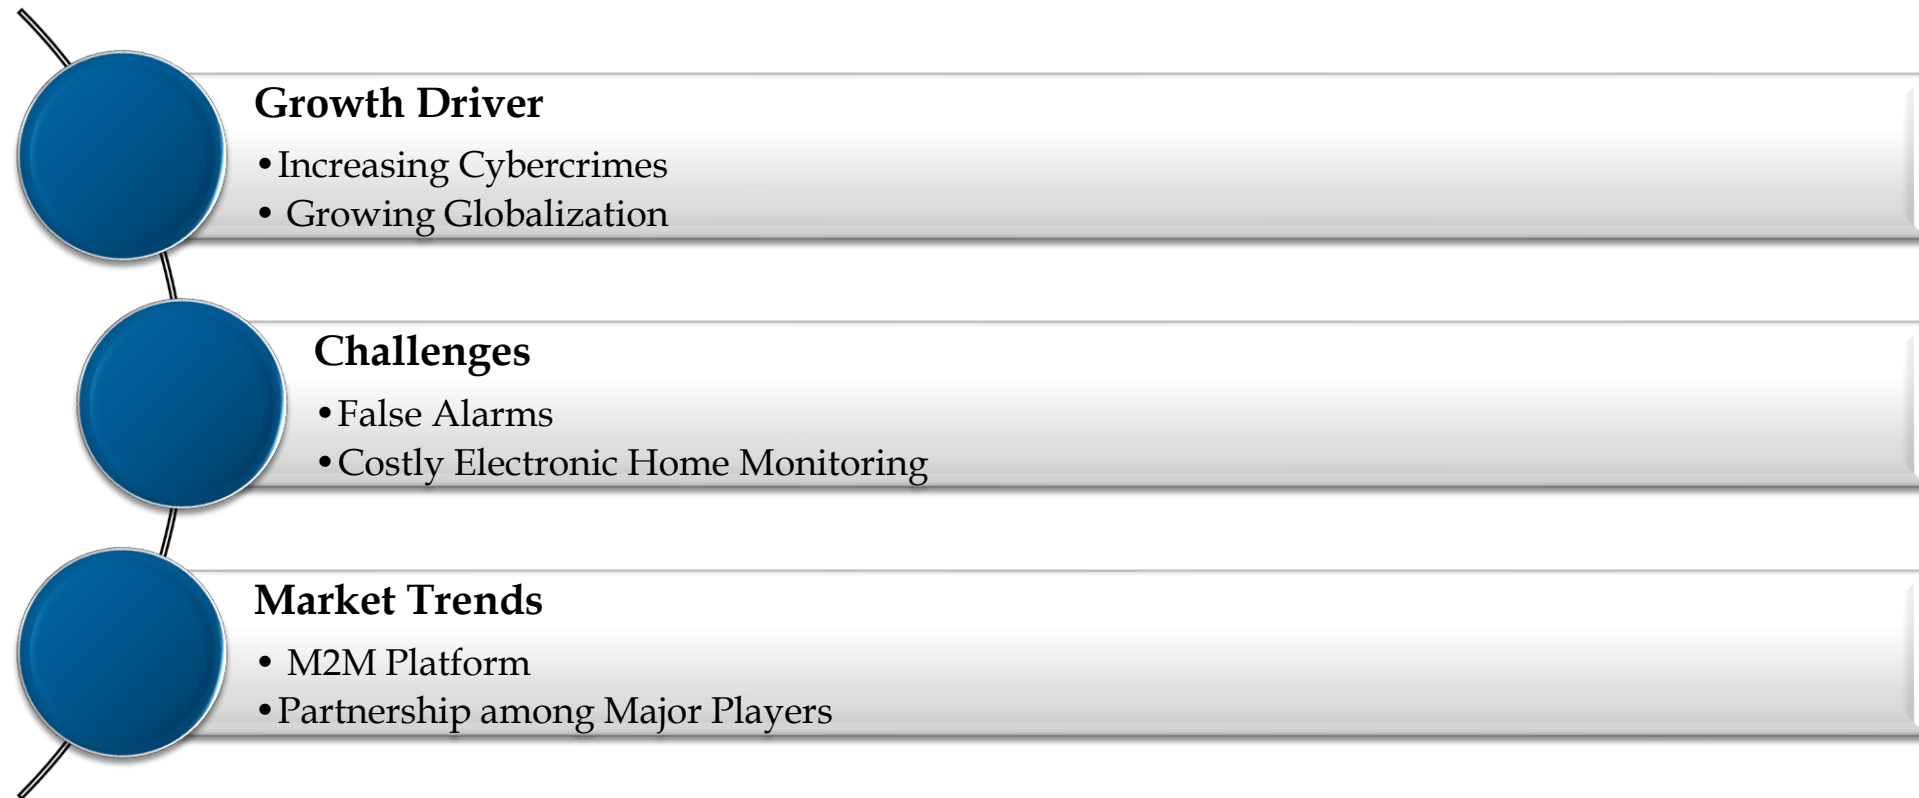 Growth Driver
•Increasing Cybercrimes
• Growing Globalization
Challenges
•False Alarms
•Costly Electronic Home Monitoring
Market Trends
• M2M Platform
•Partnership among Major Players